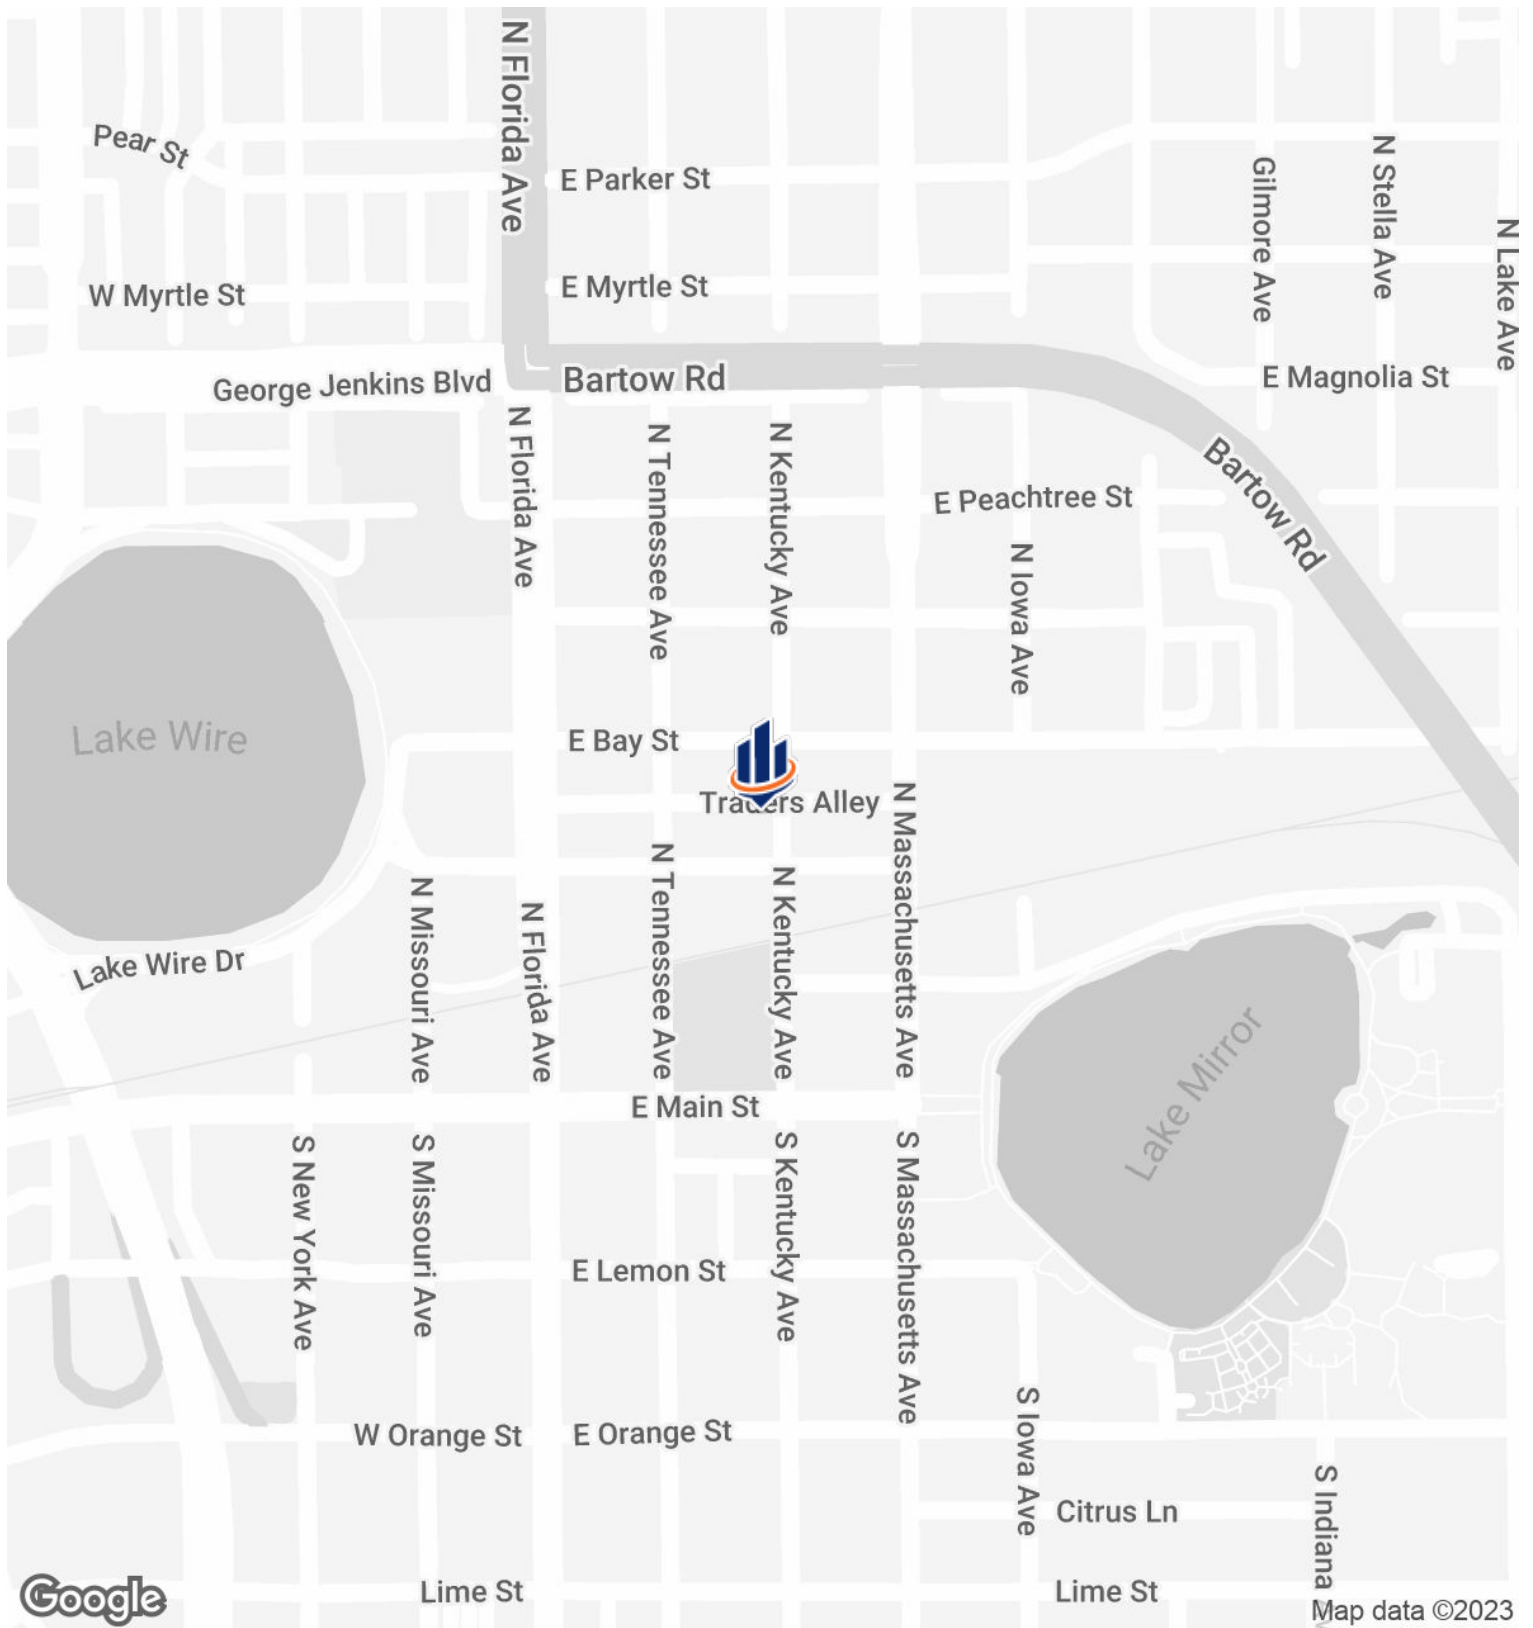 N Florida Ave
Pear St
E Parker St
Gilmore Ave
N Stella Ave
N Lake Ave
W Myrtle St
E Myrtle St
George Jenkins Blvd
Bartow Rd
E Magnolia St
N Florida Ave
N Tennessee Ave
N Kentucky Ave
E Peachtree St
Bartow Rd
N Iowa Ave
Lake Wire
E Bay St
Traders Alley
N Massachusetts Ave
N Tennessee Ave
N Kentucky Ave
N Missouri Ave
N Florida Ave
Lake Wire Dr
Lake Mirror
E Main St
S New York Ave
S Missouri Ave
S Kentucky Ave
S Massachusetts Ave
E Lemon St
S Iowa Ave
W Orange St
E Orange St
S Indiana
Citrus Ln
Lime St
Lime St
Google
Map data ©2023